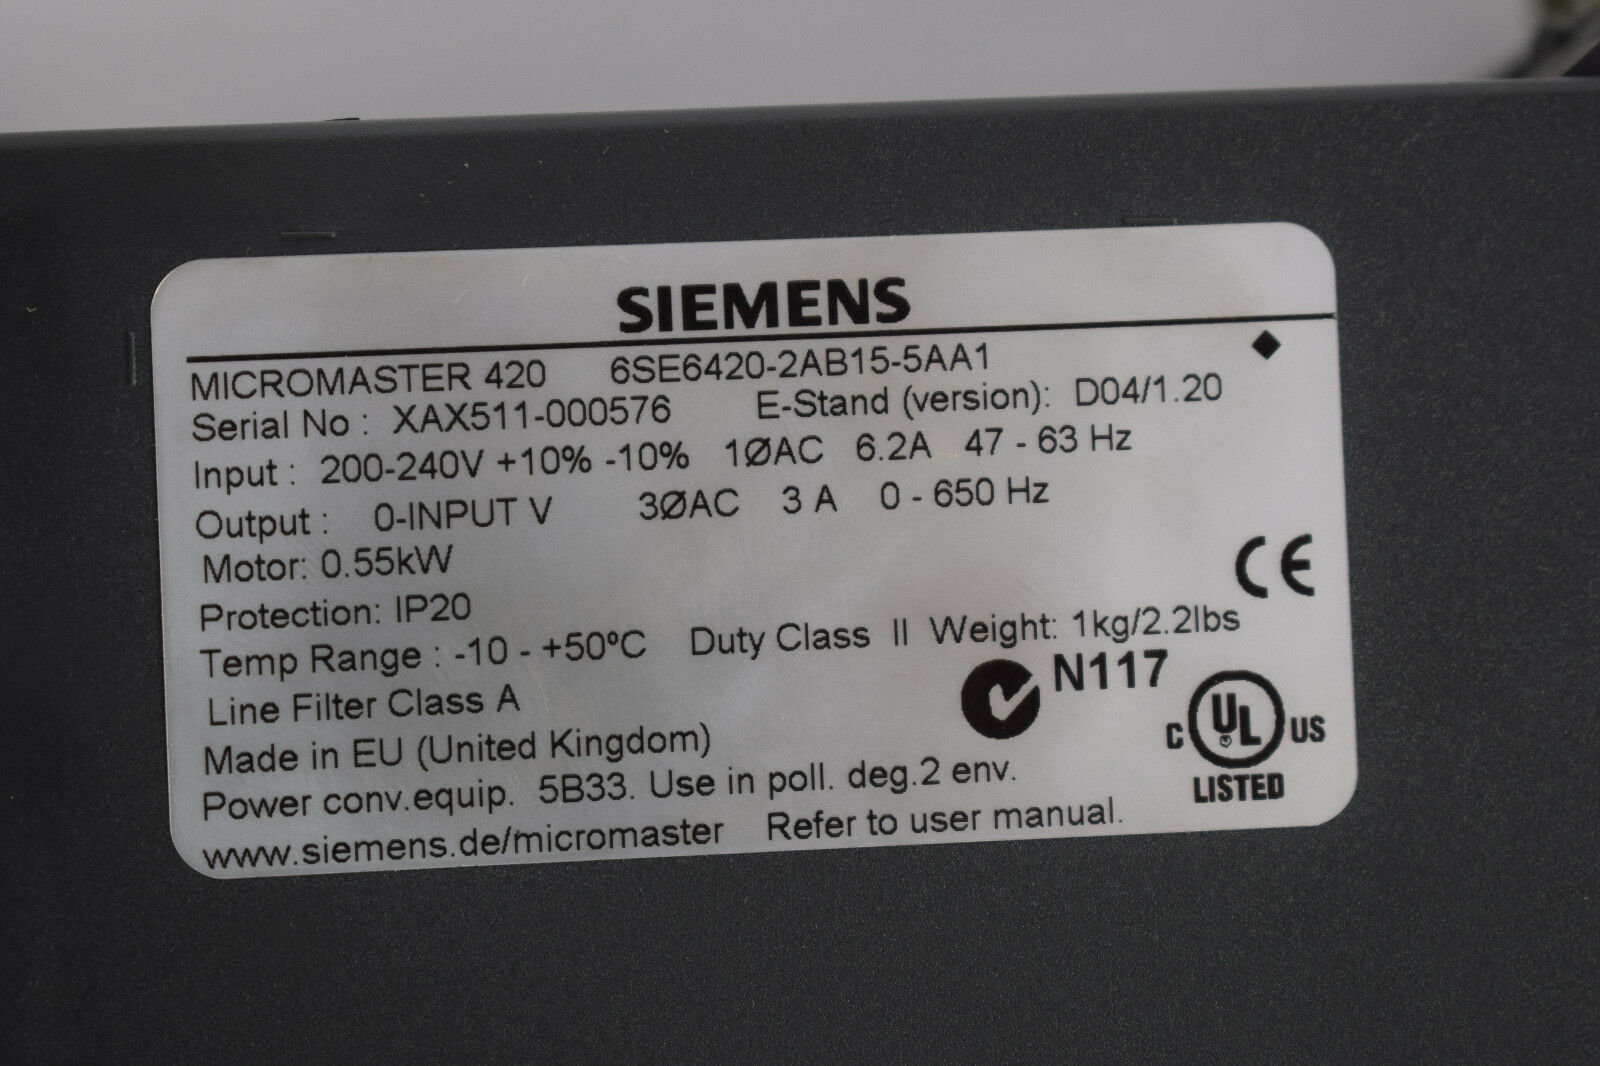 SIEMENS
MICROMASTER 420 6SE6420-2AB15-5AA1
Serial No : XAX511-000576 E-Stand (version): D04/1.20
Input : 200-240V +10% -10% 1ØAC 6.2A 47 - 63 Hz
Output : 0-INPUT V 3ØAC 3 A 0 - 650 Hz
Motor: 0.55kW
CE
Protection: IP20
Temp Range : -10 - +50ºC Duty Class II Weight: 1kg/2.2lbs
Line Filter Class A N117
Made in EU (United Kingdom) C UL US
Power conv.equip. 5B33. Use in poll. deg.2 env. LISTED
www.siemens.de/micromaster Refer to user manual.